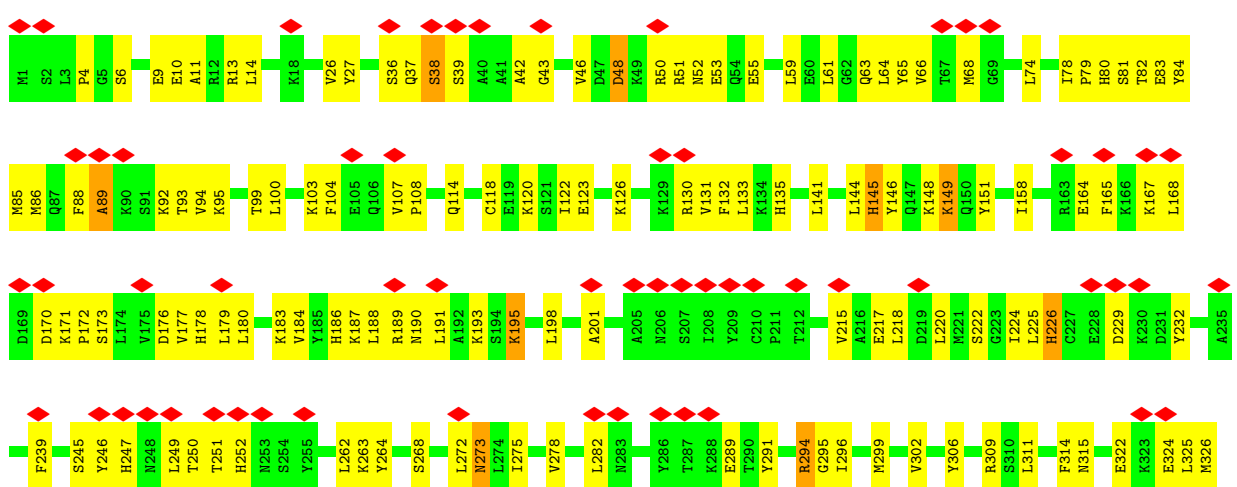 M1 S2 L3 P4 G5 S6 E9 E10 A11 R12 R13 L14 K18 V26 Y27 S36 Q37 S38 S39 A40 A41 A42 G43 V46 D47 D48 K49 R50 R51 N52 E53 Q54 E55 L59 E60 L61 G62 Q63 L64 Y65 V66 T67 M68 G69 L74 I78 P79 H80 S81 T82 E83 Y84
M85 M86 Q87 F88 A89 K90 S91 K92 T93 V94 K95 T99 L100 K103 F104 E105 Q106 V107 P108 Q114 C118 E119 K120 S121 I122 E123 K126 K129 R130 V131 F132 L133 K134 H135 L141 L144 H145 Y146 Q147 K148 K149 Q150 Y151 I158 R163 E164 F165 K166 K167 L168
D169 D170 K171 P172 S173 L174 V175 D176 V177 H178 L179 L180 K183 V184 Y185 H186 K187 L188 R189 N190 L191 A192 K193 S194 K195 L198 A201 A205 N206 S207 I208 Y209 C210 P211 T212 V215 A216 E217 L218 D219 L220 M221 S222 G223 I224 L225 H226 C227 E228 D229 K230 D231 Y232 A235
F239 S245 Y246 H247 N248 L249 T250 T251 H252 N253 S254 Y255 L262 K263 Y264 S268 L272 N273 L274 I275 V278 L282 N283 Y286 T287 K288 E289 T290 Y291 R294 G295 I296 M299 V302 Y306 R309 S310 L311 F314 N315 E322 K323 E324 L325 M326